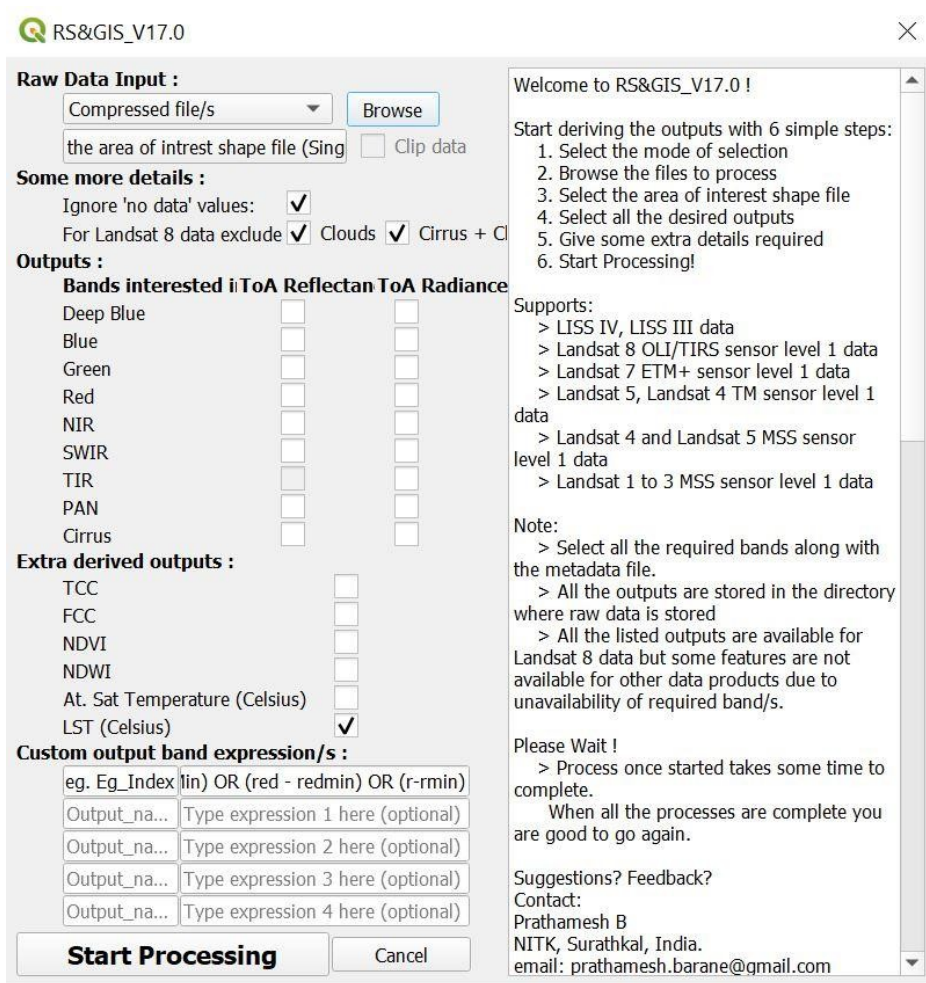 RS&GIS_V17.0
Raw Data Input :
Compressed file/s
Browse
the area of intrest shape file (Sing
Clip data
Some more details :
Ignore 'no data' values:
For Landsat 8 data exclude Clouds Cirrus + Cl
Outputs :
Bands interested i ToA Reflectan ToA Radiance
Deep Blue
Blue
Green
Red
NIR
SWIR
TIR
PAN
Cirrus
Extra derived outputs :
TCC
FCC
NDVI
NDWI
At. Sat Temperature (Celsius)
LST (Celsius)
Custom output band expression/s :
eg. Eg_Index lin) OR (red - redmin) OR (r-rmin)
Output_na... Type expression 1 here (optional)
Output_na... Type expression 2 here (optional)
Output_na... Type expression 3 here (optional)
Output_na... Type expression 4 here (optional)
Start Processing
Cancel
Welcome to RS&GIS_V17.0 !
Start deriving the outputs with 6 simple steps:
1. Select the mode of selection
2. Browse the files to process
3. Select the area of interest shape file
4. Select all the desired outputs
5. Give some extra details required
6. Start Processing!
Supports:
> LISS IV, LISS III data
> Landsat 8 OLI/TIRS sensor level 1 data
> Landsat 7 ETM+ sensor level 1 data
> Landsat 5, Landsat 4 TM sensor level 1
data
> Landsat 4 and Landsat 5 MSS sensor
level 1 data
> Landsat 1 to 3 MSS sensor level 1 data
Note:
> Select all the required bands along with
the metadata file.
> All the outputs are stored in the directory
where raw data is stored
> All the listed outputs are available for
Landsat 8 data but some features are not
available for other data products due to
unavailability of required band/s.
Please Wait !
> Process once started takes some time to
complete.
When all the processes are complete you
are good to go again.
Suggestions? Feedback?
Contact:
Prathamesh B
NITK, Surathkal, India.
email: prathamesh.barane@gmail.com